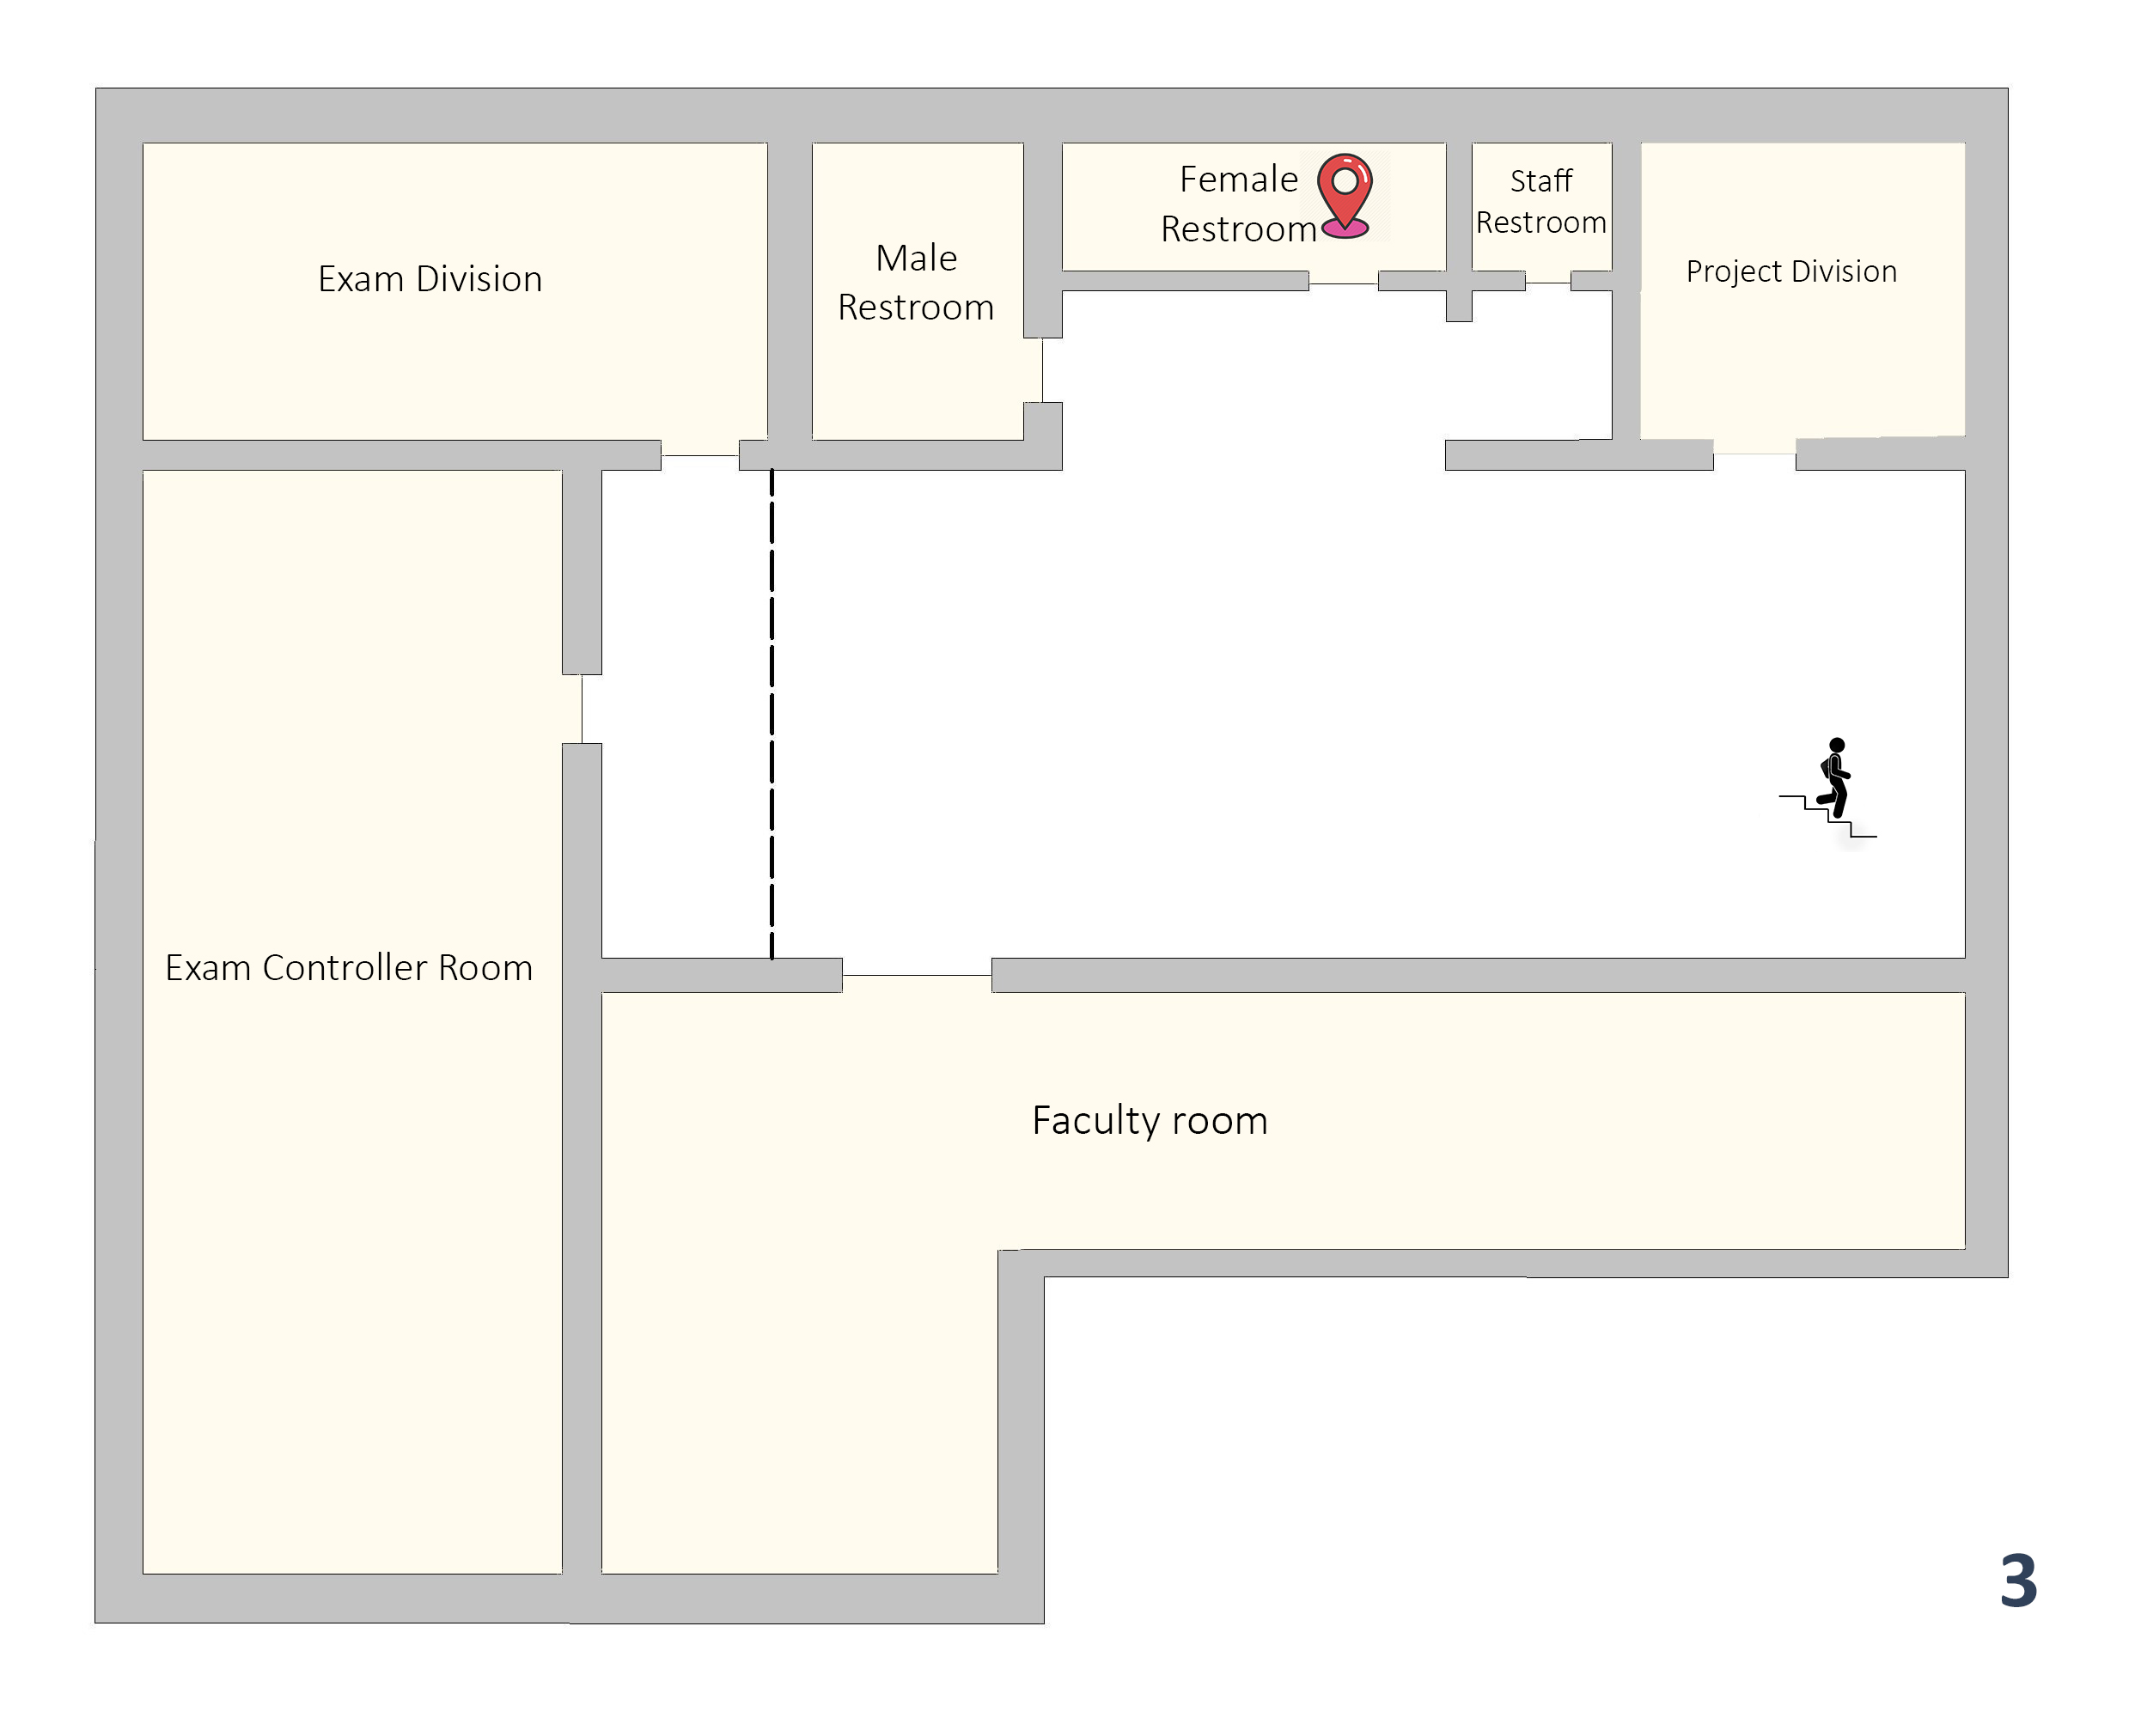 Female
Restroom
Staff
Restroom
Exam Division
Male
Restroom
Project Division
Exam Controller Room
Faculty room
3